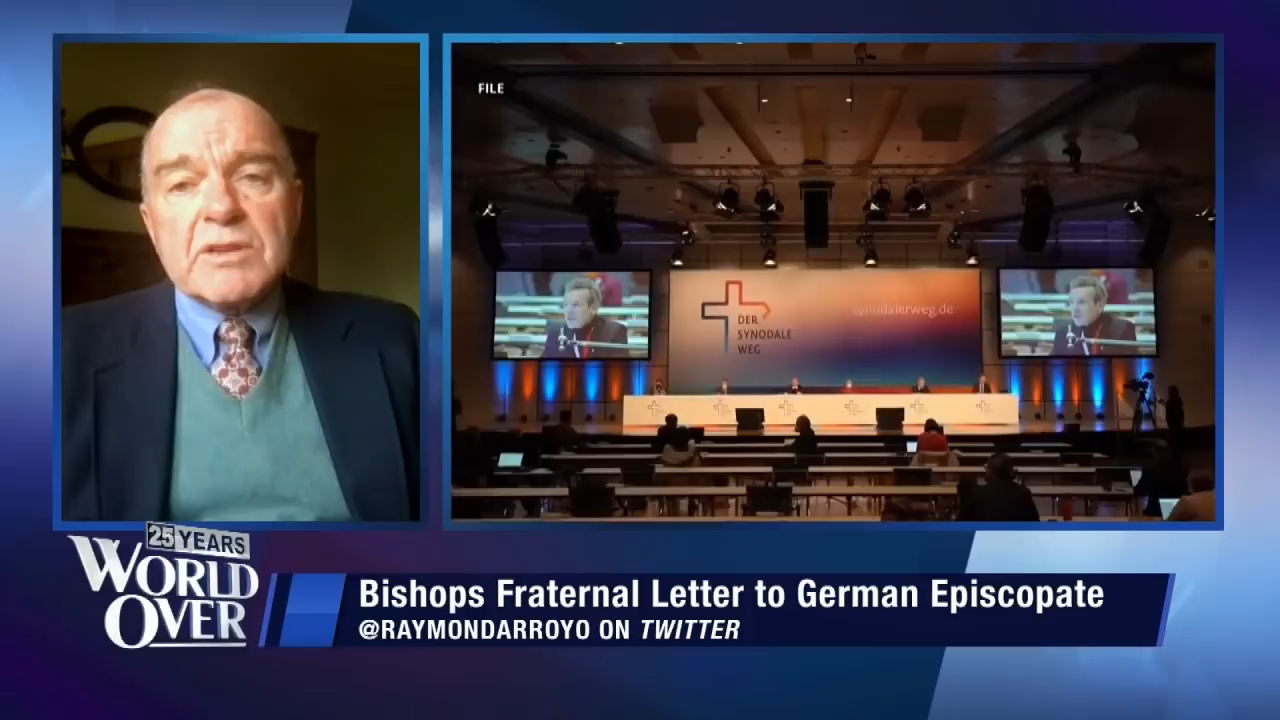 FILE
DER
SYNODALE
WEG
synodalerweg.de
25 YEARS
WORLD
OVER
Bishops Fraternal Letter to German Episcopate
@RAYMONDARROYO ON TWITTER